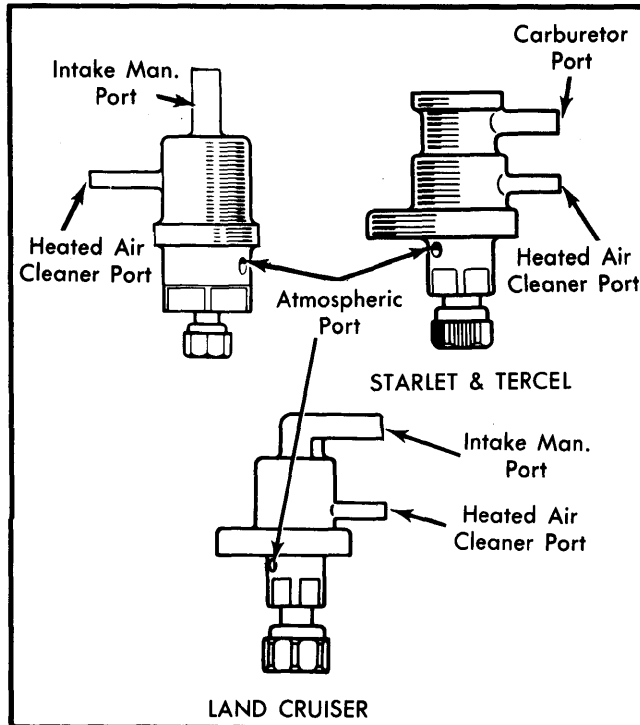 Intake Man.
Port
Carburetor
Port
Heated Air
Cleaner Port
Atmospheric
Port
Heated Air
Cleaner Port
STARLET & TERCEL
Intake Man.
Port
Heated Air
Cleaner Port
LAND CRUISER